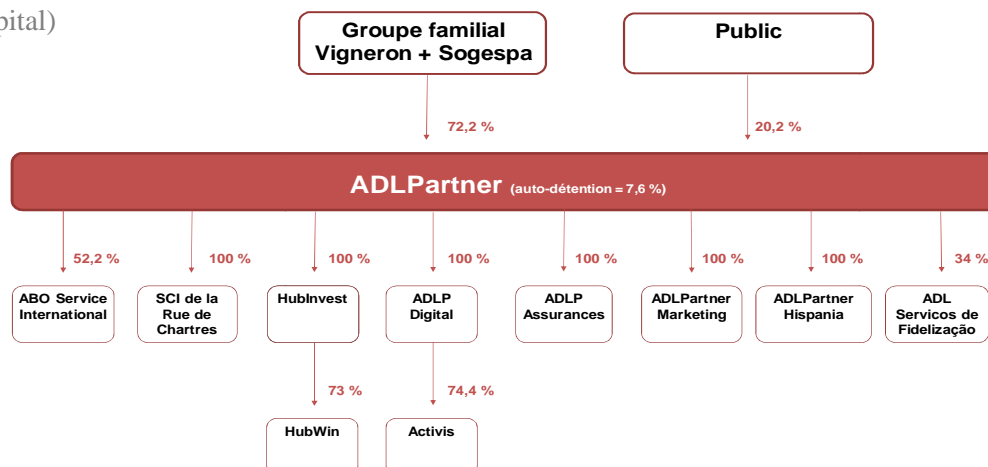 pital)
Groupe familial
Vigneron + Sogespa
Public
72,2 %
20,2 %
ADLPartner (auto-détention = 7,6 %)
52,2 %
100 %
100 %
100 %
100 %
100 %
100 %
34 %
ABO Service
International
SCI de la
Rue de
Chartres
HubInvest
ADLP
Digital
ADLP
Assurances
ADLPartner
Marketing
ADLPartner
Hispania
ADL
Servicos de
Fidelização
73 %
74,4 %
HubWin
Activis